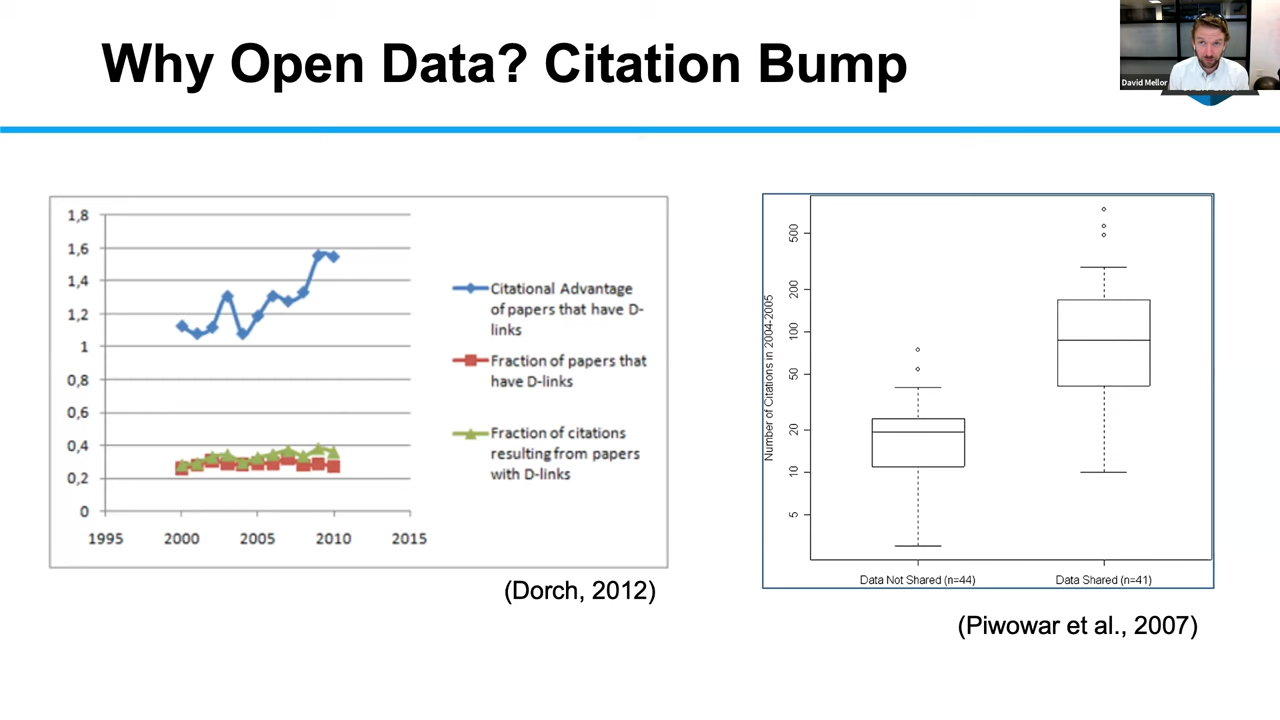 Why Open Data? Citation Bump
David Mellor
1,8
1,6
1,4
1,2
1
0,8
0,6
0,4
0,2
0
1995
2000
2005
2010
2015
Citational Advantage
of papers that have D-
links
Fraction of papers that
have D-links
Fraction of citations
resulting from papers
with D-links
(Dorch, 2012)
Number of Citations in 2004-2005
500
200
100
50
20
10
5
Data Not Shared (n=44)
Data Shared (n=41)
(Piwowar et al., 2007)